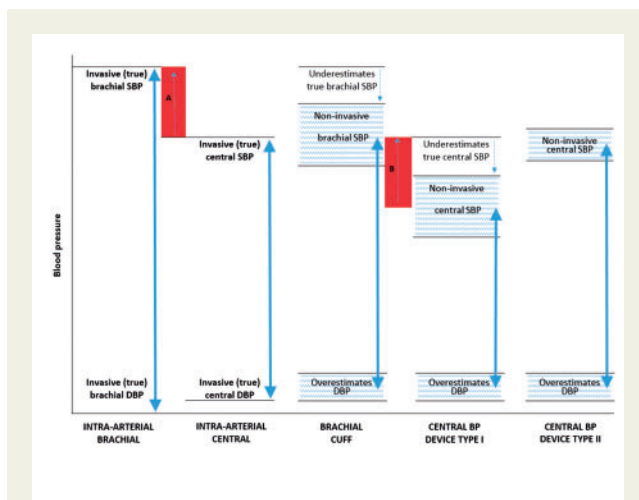 Invasive (true)
brachial SBP
A
Invasive (true)
central SBP
Underestimates
true brachial SBP
Non-invasive
brachial SBP
B
Underestimates
true central SBP
Non-invasive
central SBP
Non-invasive
central SBP
Blood pressure
Invasive (true)
brachial DBP
Invasive (true)
central DBP
Overestimates
DBP
Overestimates
DBP
Overestimates
DBP
INTRA-ARTERIAL
BRACHIAL
INTRA-ARTERIAL
CENTRAL
BRACHIAL
CUFF
CENTRAL BP
DEVICE TYPE I
CENTRAL BP
DEVICE TYPE II